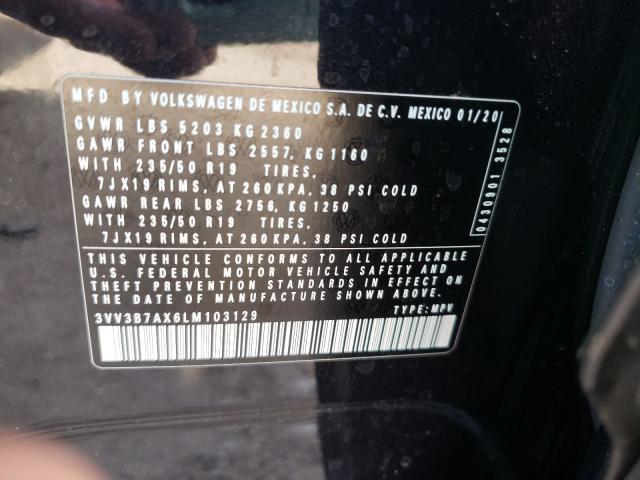 MFD BY VOLKSWAGEN DE MEXICO S.A. DE C.V. MEXICO 01/20
GVWR LBS 5203 KG 2360
GAWR FRONT LBS 2557, KG 1160
WITH 235/50 R19 TIRES,
7JX19 RIMS, AT 260 KPA, 38 PSI COLD
GAWR REAR LBS 2756, KG 1250
WITH 235/50 R19 TIRES,
7JX19 RIMS, AT 260 KPA, 38 PSI COLD
0430901 3528
THIS VEHICLE CONFORMS TO ALL APPLICABLE
U.S. FEDERAL MOTOR VEHICLE SAFETY AND
THEFT PREVENTION STANDARDS IN EFFECT ON
THE DATE OF MANUFACTURE SHOWN ABOVE.
3VV3B7AX6LM103129 TYPE: MPV